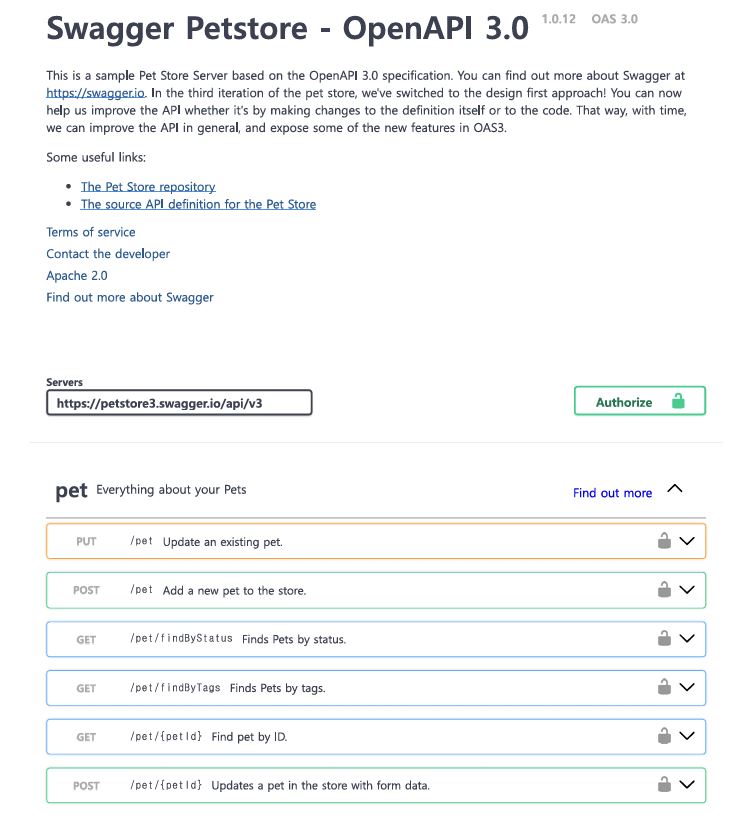 Swagger Petstore - OpenAPI 3.0 1.0.12 OAS 3.0
This is a sample Pet Store Server based on the OpenAPI 3.0 specification. You can find out more about Swagger at
https://swagger.io. In the third iteration of the pet store, we've switched to the design first approach! You can now
help us improve the API whether it's by making changes to the definition itself or to the code. That way, with time,
we can improve the API in general, and expose some of the new features in OAS3.
Some useful links:
• The Pet Store repository
• The source API definition for the Pet Store
Terms of service
Contact the developer
Apache 2.0
Find out more about Swagger
Servers
https://petstore3.swagger.io/api/v3
Authorize
pet Everything about your Pets Find out more
PUT /pet Update an existing pet.
POST /pet Add a new pet to the store.
GET /pet/findByStatus Finds Pets by status.
GET /pet/findByTags Finds Pets by tags.
GET /pet/{petId} Find pet by ID.
POST /pet/{petId} Updates a pet in the store with form data.